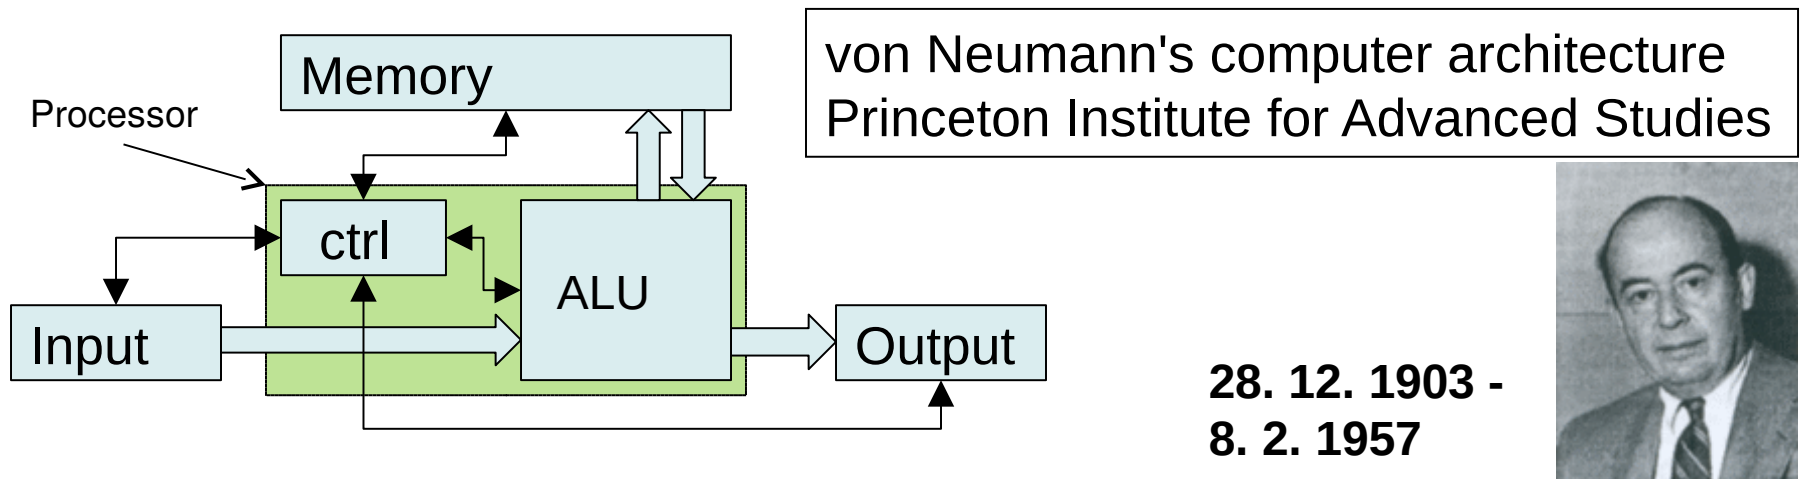 von Neumann's computer architecture
Princeton Institute for Advanced Studies
Memory
Processor
ctrl
ALU
Input
Output
28. 12. 1903 -
8. 2. 1957